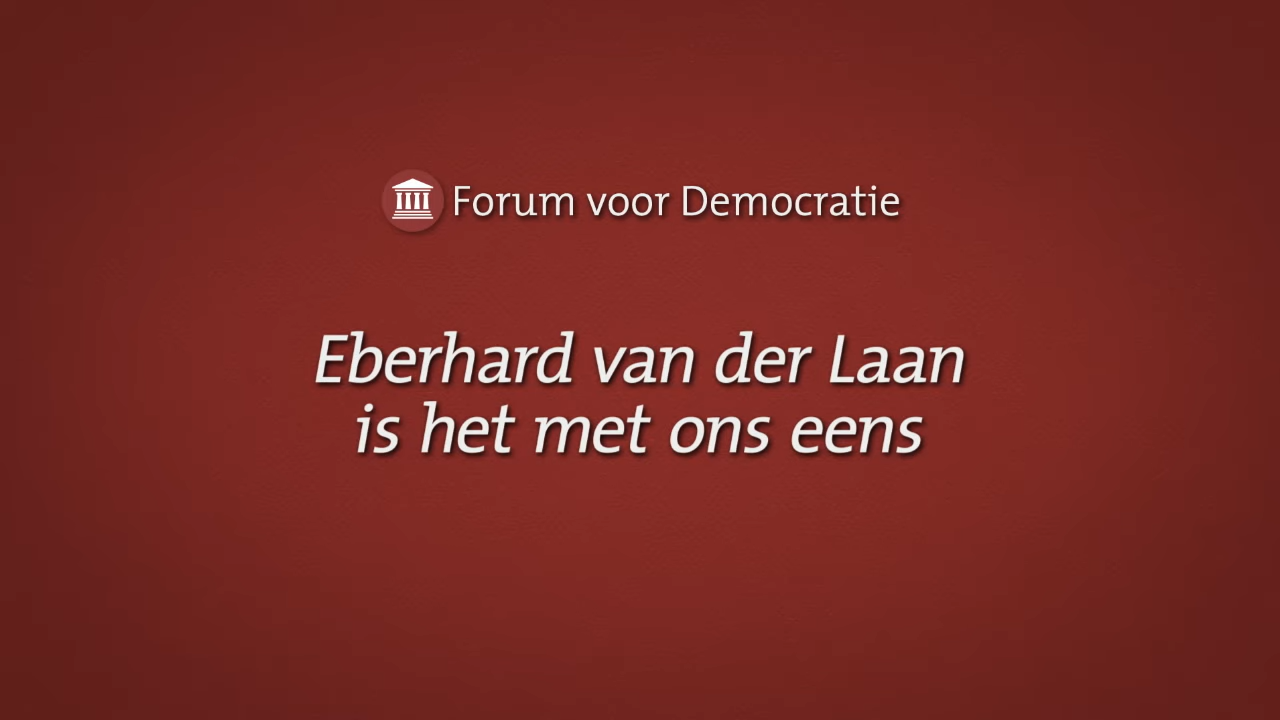 Forum voor Democratie
Eberhard van der Laan
is het met ons eens